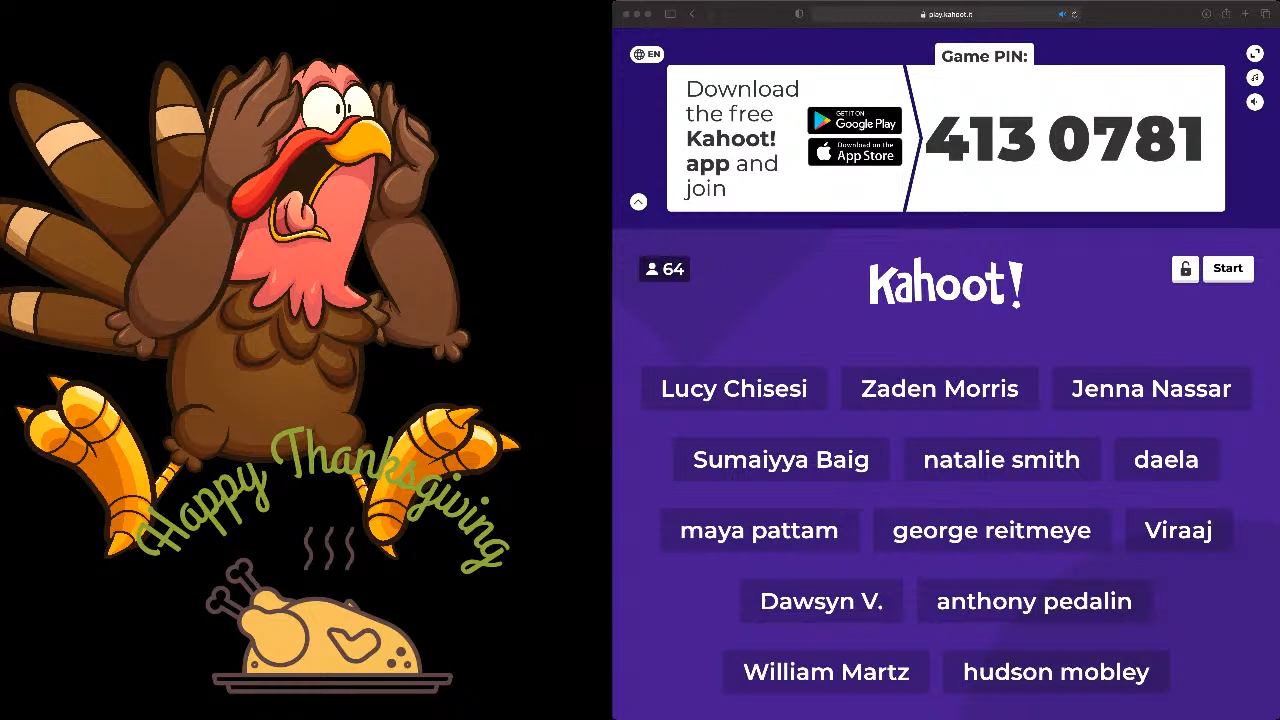 Happy Thanksgiving
play.kahoot.it
EN
Game PIN:
Download
the free
Kahoot!
app and
join
GET IT ON
Google Play
Download on the
App Store
413 0781
64
Kahoot!
Start
Lucy Chisesi
Zaden Morris
Jenna Nassar
Sumaiyya Baig
natalie smith
daela
maya pattam
george reitmeye
Viraaj
Dawsyn V.
anthony pedalin
William Martz
hudson mobley